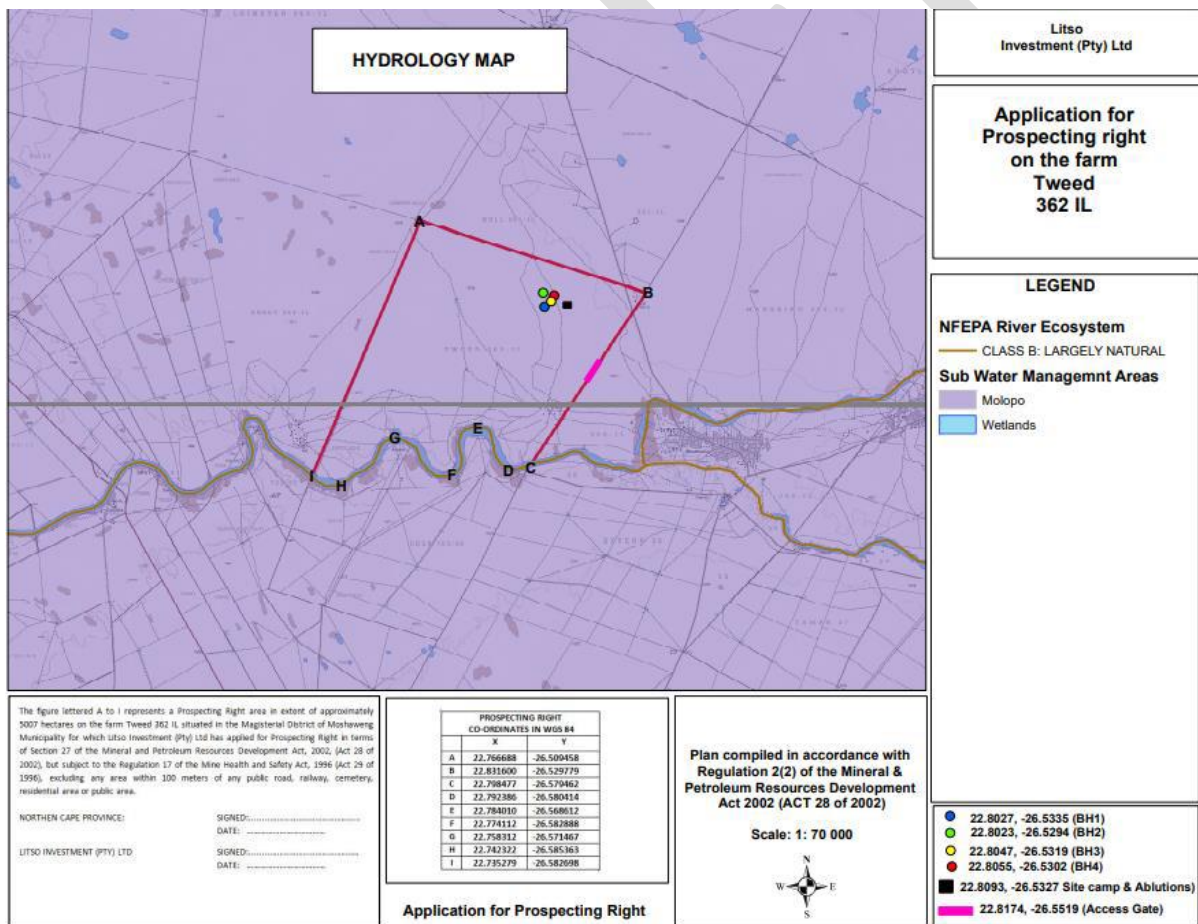 HYDROLOGY MAP
A
B
C
D
E
F
G
H
I
Litso
Investment (Pty) Ltd
Application for
Prospecting right
on the farm
Tweed
362 IL
LEGEND
NFEPA River Ecosystem
CLASS B: LARGELY NATURAL
Sub Water Managemnt Areas
Molopo
Wetlands
The figure lettered A to I represents a Prospecting Right area in extent of approximately
5007 hectares on the farm Tweed 362 IL situated in the Magisterial District of Moshaweng
Municipality for which Litso Investment (Pty) Ltd has applied for Prospecting Right in terms
of Section 27 of the Mineral and Petroleum Resources Development Act, 2002, (Act 28 of
2002), but subject to the Regulation 17 of the Mine Health and Safety Act, 1996 (Act 29 of
1996), excluding any area within 100 meters of any public road, railway, cemetery,
residential area or public area.
NORTHEN CAPE PROVINCE: SIGNED:
DATE:
LITSO INVESTMENT (PTY) LTD SIGNED:
DATE:
PROSPECTING RIGHT
CO-ORDINATES IN WGS 84
X Y
A 22.766688 -26.509458
B 22.831600 -26.529779
C 22.798477 -26.579462
D 22.792386 -26.580414
E 22.784010 -26.568612
F 22.774112 -26.582888
G 22.758312 -26.571467
H 22.742322 -26.585363
I 22.735279 -26.582698
Application for Prospecting Right
Plan compiled in accordance with
Regulation 2(2) of the Mineral &
Petroleum Resources Development
Act 2002 (ACT 28 of 2002)
Scale: 1: 70 000
N
W E
S
22.8027, -26.5335 (BH1)
22.8023, -26.5294 (BH2)
22.8047, -26.5319 (BH3)
22.8055, -26.5302 (BH4)
22.8093, -26.5327 Site camp & Ablutions)
22.8174, -26.5519 (Access Gate)